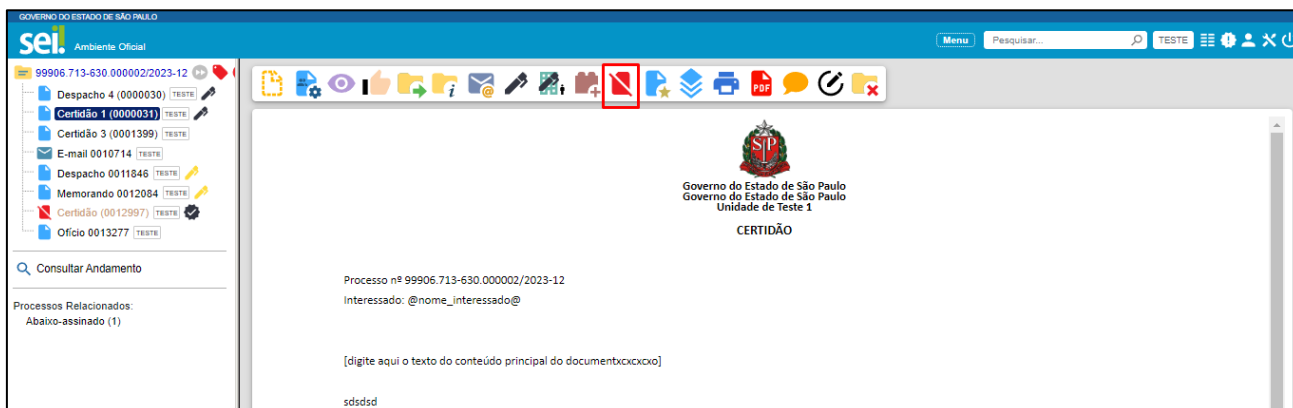 GOVERNO DO ESTADO DE SÃO PAULO
sei! Ambiente Oficial
Menu Pesquisar... TESTE
99906.713-630.000002/2023-12
Despacho 4 (0000030) TESTE
Certidão 1 (0000031) TESTE
Certidão 3 (0001399) TESTE
E-mail 0010714 TESTE
Despacho 0011846 TESTE
Memorando 0012084 TESTE
Certidão (0012997) TESTE
Ofício 0013277 TESTE
Consultar Andamento
Processos Relacionados:
Abaixo-assinado (1)
PDF
SP
Governo do Estado de São Paulo
Governo do Estado de São Paulo
Unidade de Teste 1
CERTIDÃO
Processo nº 99906.713-630.000002/2023-12
Interessado: @nome_interessado@
[digite aqui o texto do conteúdo principal do documentxcxcxcxo]
sdsdsd